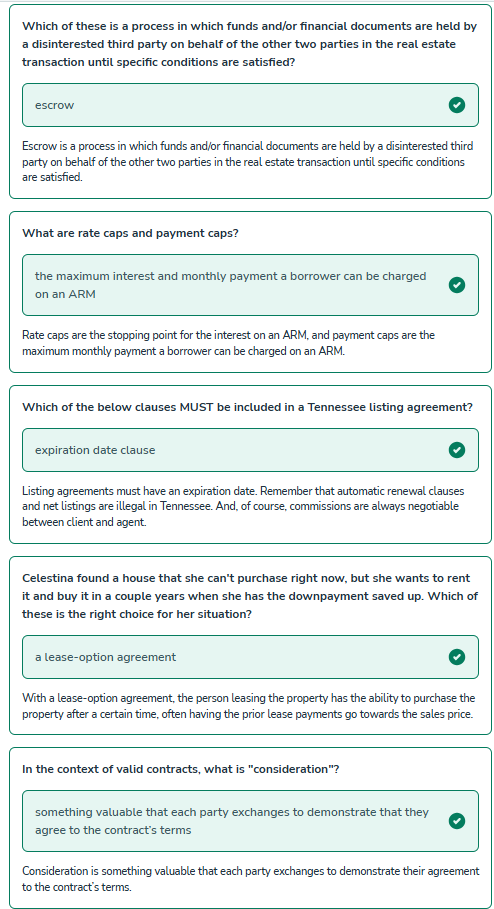 Which of these is a process in which funds and/or financial documents are held by
a disinterested third party on behalf of the other two parties in the real estate
transaction until specific conditions are satisfied?
escrow
Escrow is a process in which funds and/or financial documents are held by a disinterested third
party on behalf of the other two parties in the real estate transaction until specific conditions
are satisfied.
What are rate caps and payment caps?
the maximum interest and monthly payment a borrower can be charged
on an ARM
Rate caps are the stopping point for the interest on an ARM, and payment caps are the
maximum monthly payment a borrower can be charged on an ARM.
Which of the below clauses MUST be included in a Tennessee listing agreement?
expiration date clause
Listing agreements must have an expiration date. Remember that automatic renewal clauses
and net listings are illegal in Tennessee. And, of course, commissions are always negotiable
between client and agent.
Celestina found a house that she can't purchase right now, but she wants to rent
it and buy it in a couple years when she has the downpayment saved up. Which of
these is the right choice for her situation?
a lease-option agreement
With a lease-option agreement, the person leasing the property has the ability to purchase the
property after a certain time, often having the prior lease payments go towards the sales price.
In the context of valid contracts, what is "consideration"?
something valuable that each party exchanges to demonstrate that they
agree to the contract's terms
Consideration is something valuable that each party exchanges to demonstrate their agreement
to the contract's terms.